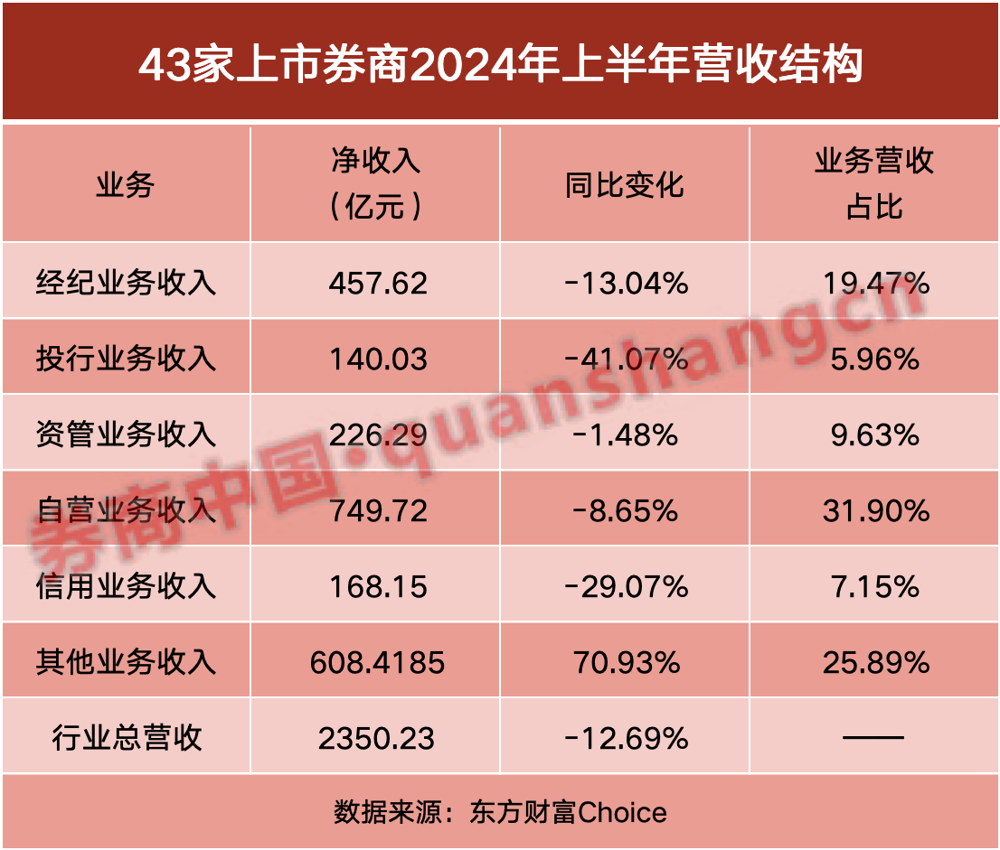 43家上市券商2024年上半年营收结构
业务 净收入 同比变化 业务营收
（亿元） 占比
经纪业务收入 457.62 -13.04% 19.47%
投行业务收入 140.03 -41.07% 5.96%
资管业务收入 226.29 -1.48% 9.63%
自营业务收入 749.72 -8.65% 31.90%
信用业务收入 168.15 -29.07% 7.15%
其他业务收入 608.4185 70.93% 25.89%
行业总营收 2350.23 -12.69% ——
数据来源：东方财富Choice
券商中国·quanshangcn